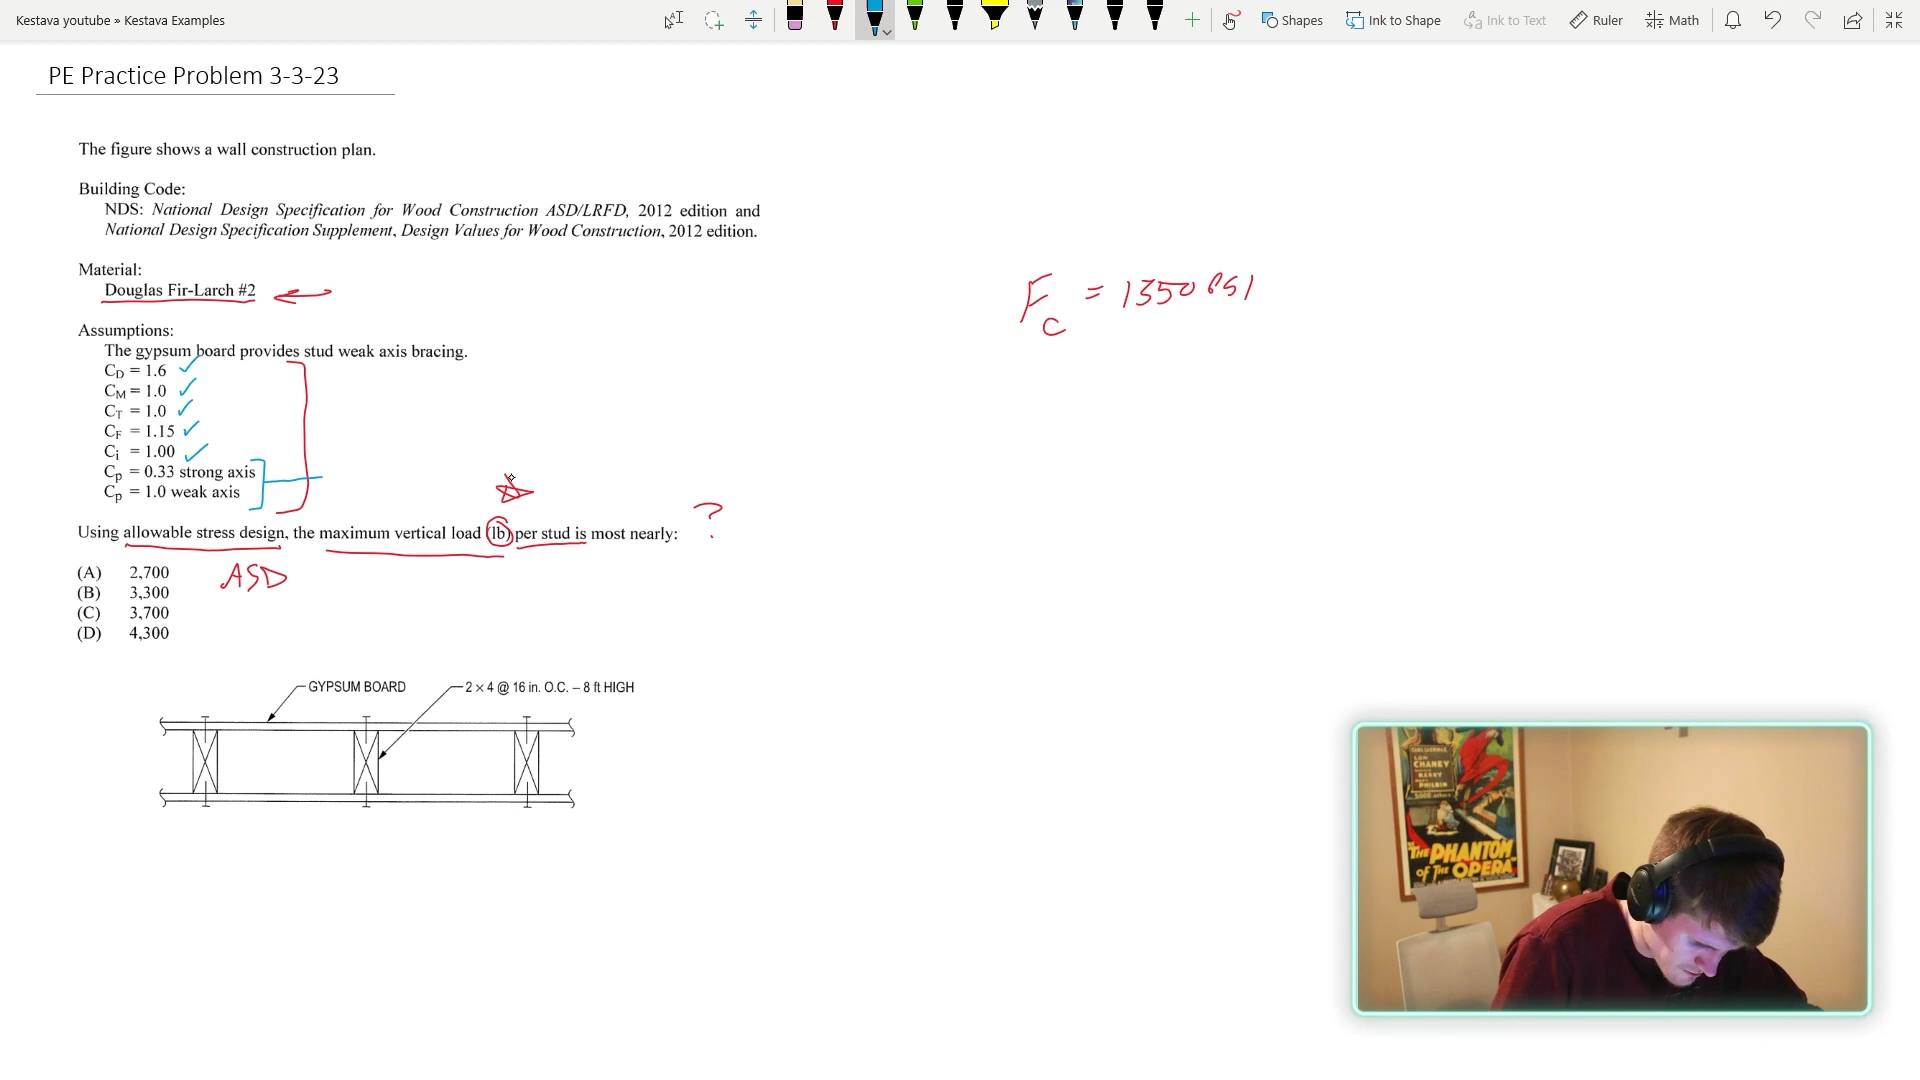 Kestava youtube » Kestava Examples
Shapes
Ink to Shape
Ink to Text
Ruler
Math
PE Practice Problem 3-3-23
The figure shows a wall construction plan.
Building Code:
NDS: National Design Specification for Wood Construction ASD/LRFD, 2012 edition and
National Design Specification Supplement, Design Values for Wood Construction, 2012 edition.
Material:
Douglas Fir-Larch #2
Assumptions:
The gypsum board provides stud weak axis bracing.
CD = 1.6
CM = 1.0
CT = 1.0
CF = 1.15
Ci = 1.00
Cp = 0.33 strong axis
Cp = 1.0 weak axis
Fc = 1350 PSI
Using allowable stress design, the maximum vertical load (lb) per stud is most nearly: ?
ASD
(A) 2,700
(B) 3,300
(C) 3,700
(D) 4,300
GYPSUM BOARD
2 × 4 @ 16 in. O.C. – 8 ft HIGH
LON
CHANEY
"THE PHANTOM
OF THE OPERA"